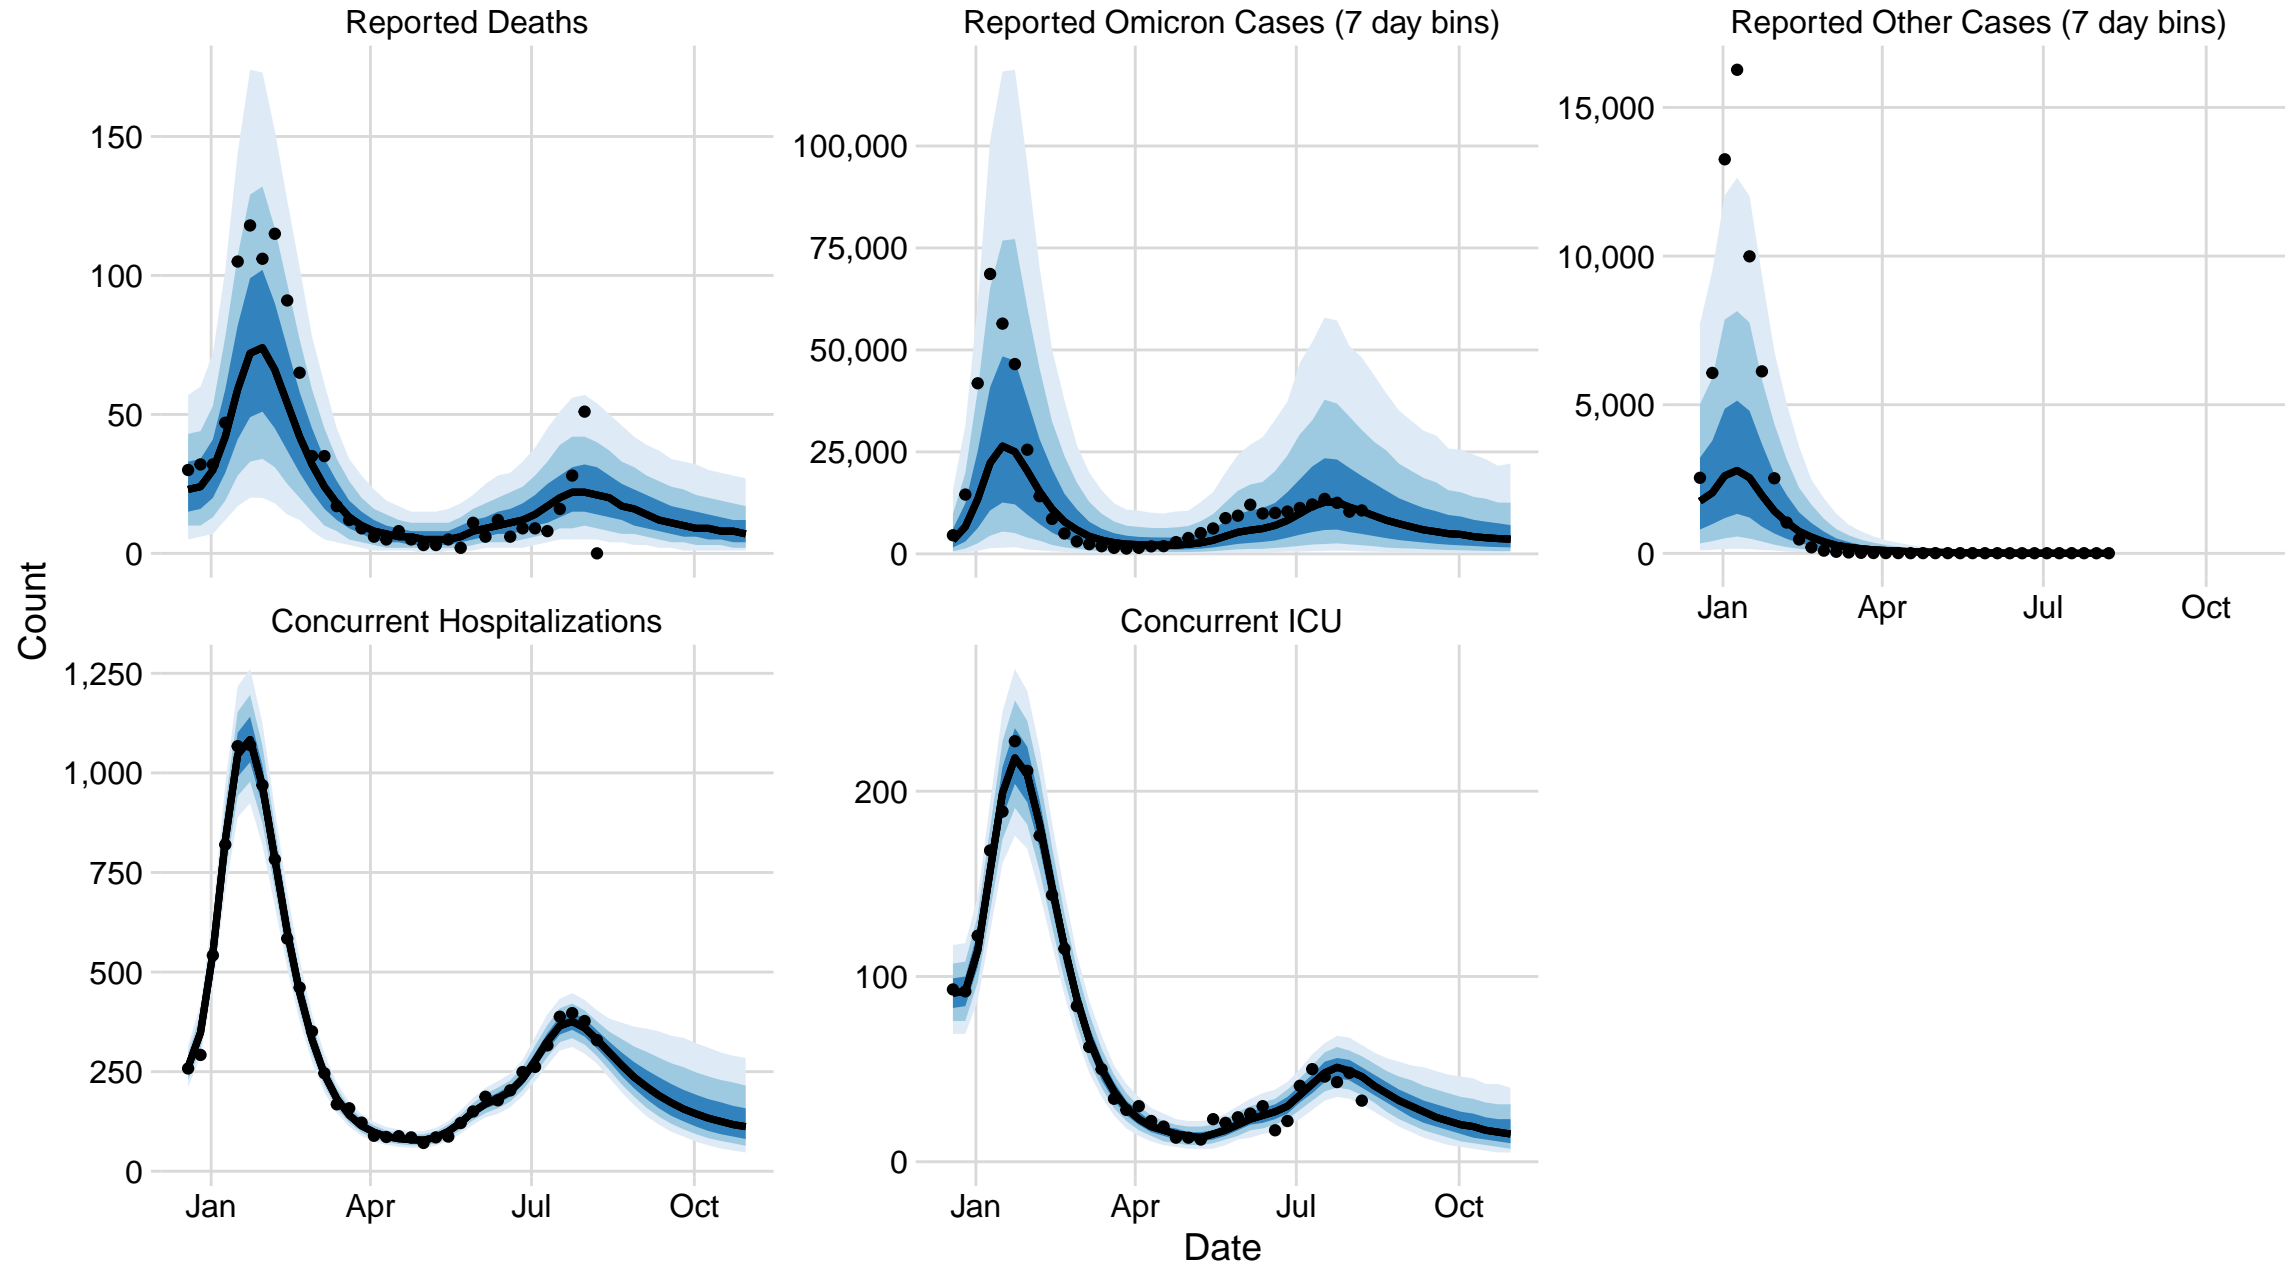 Reported Deaths
Reported Omicron Cases (7 day bins)
Reported Other Cases (7 day bins)
150
100
50
0
100,000
75,000
50,000
25,000
0
15,000
10,000
5,000
0
Jan Apr Jul Oct
Count
Concurrent Hospitalizations
Concurrent ICU
1,250
1,000
750
500
250
0
200
100
0
Jan Apr Jul Oct
Jan Apr Jul Oct
Date